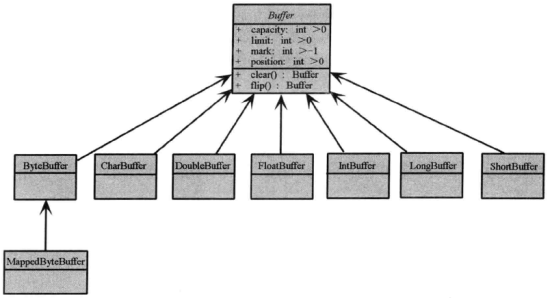 Buffer
+ capacity: int >0
+ limit: int >0
+ mark: int >-1
+ position: int >0
+ clear() : Buffer
+ flip() : Buffer
ByteBuffer
CharBuffer
DoubleBuffer
FloatBuffer
IntBuffer
LongBuffer
ShortBuffer
MappedByteBuffer